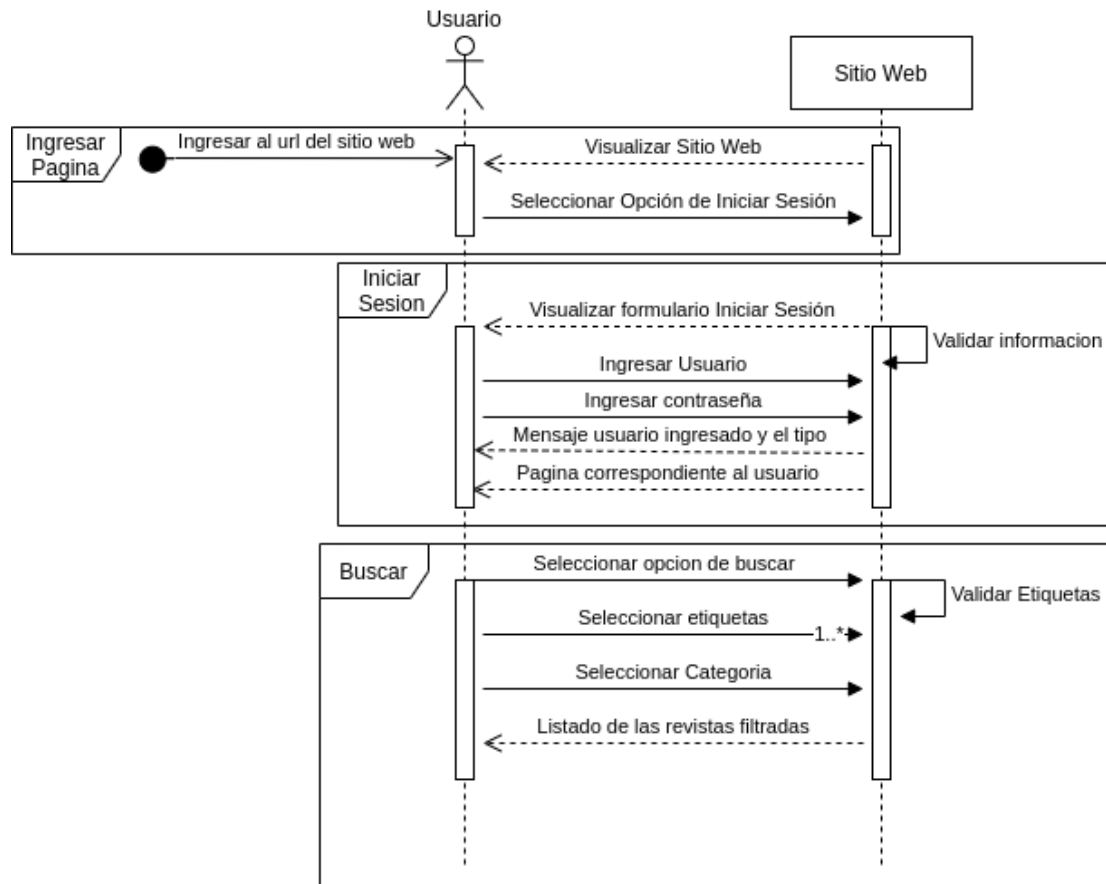 Usuario
Sitio Web
Ingresar
Pagina
Ingresar al url del sitio web
Visualizar Sitio Web
Seleccionar Opción de Iniciar Sesión
Iniciar
Sesion
Visualizar formulario Iniciar Sesión
Validar informacion
Ingresar Usuario
Ingresar contraseña
Mensaje usuario ingresado y el tipo
Pagina correspondiente al usuario
Buscar
Seleccionar opcion de buscar
Validar Etiquetas
Seleccionar etiquetas
1..*
Seleccionar Categoria
Listado de las revistas filtradas